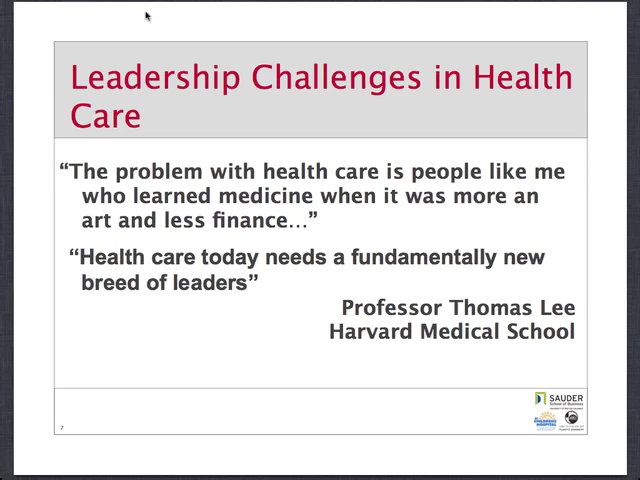 Leadership Challenges in Health
Care
“The problem with health care is people like me
who learned medicine when it was more an
art and less finance…”
“Health care today needs a fundamentally new
breed of leaders”
Professor Thomas Lee
Harvard Medical School
7
SAUDER
School of Business